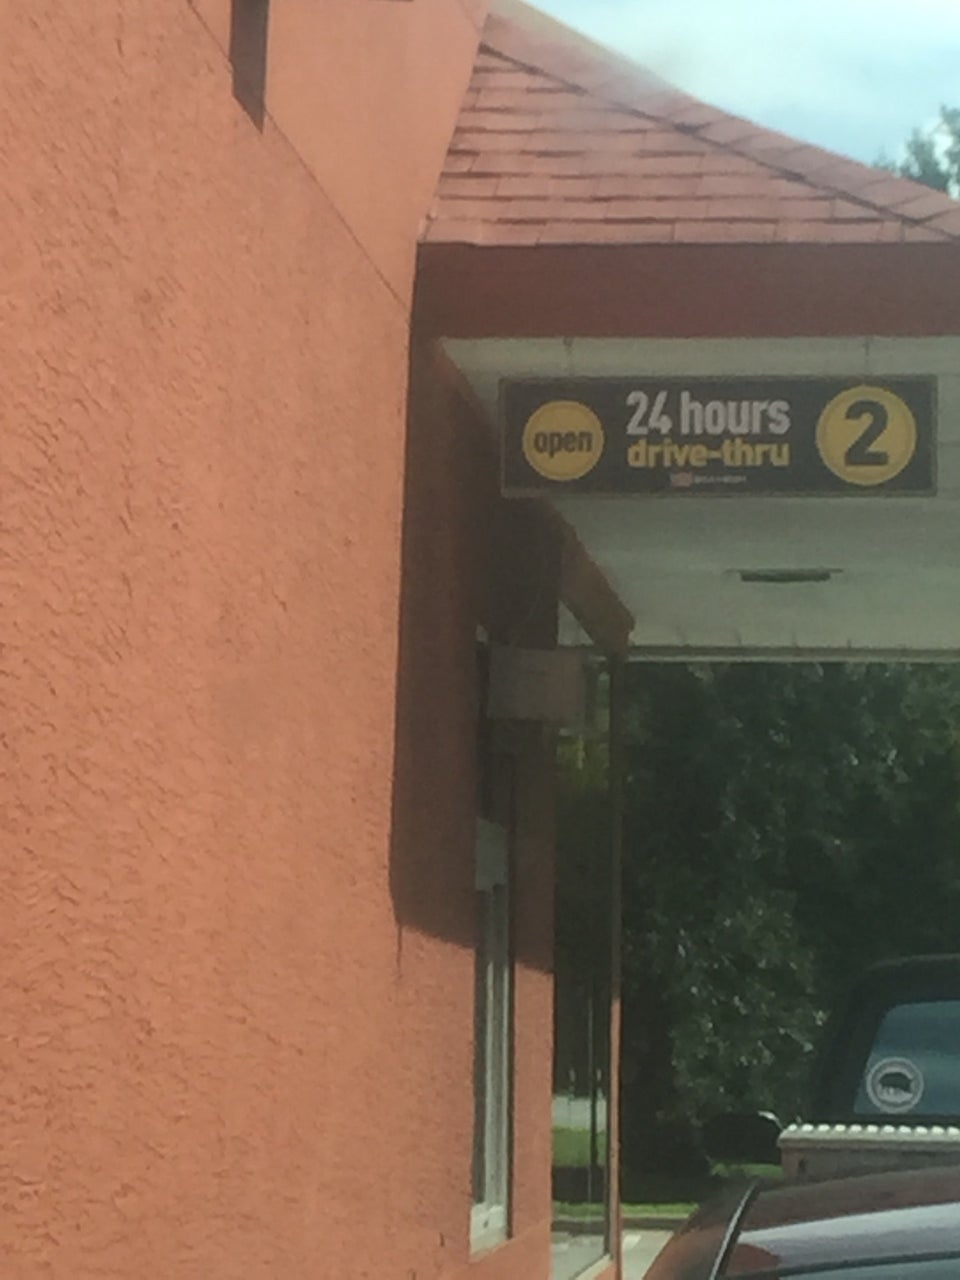 open
24 hours
drive-thru
2